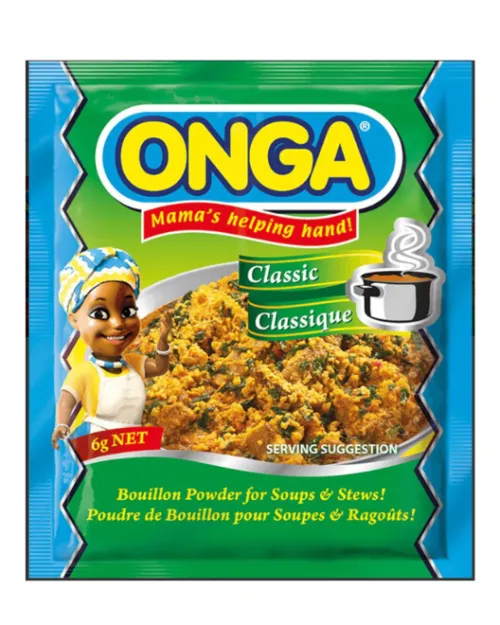 ONGA®
Mama's helping hand!
Classic
Classique
6g NET
SERVING SUGGESTION
Bouillon Powder for Soups & Stews!
Poudre de Bouillon pour Soupes & Ragoûts!